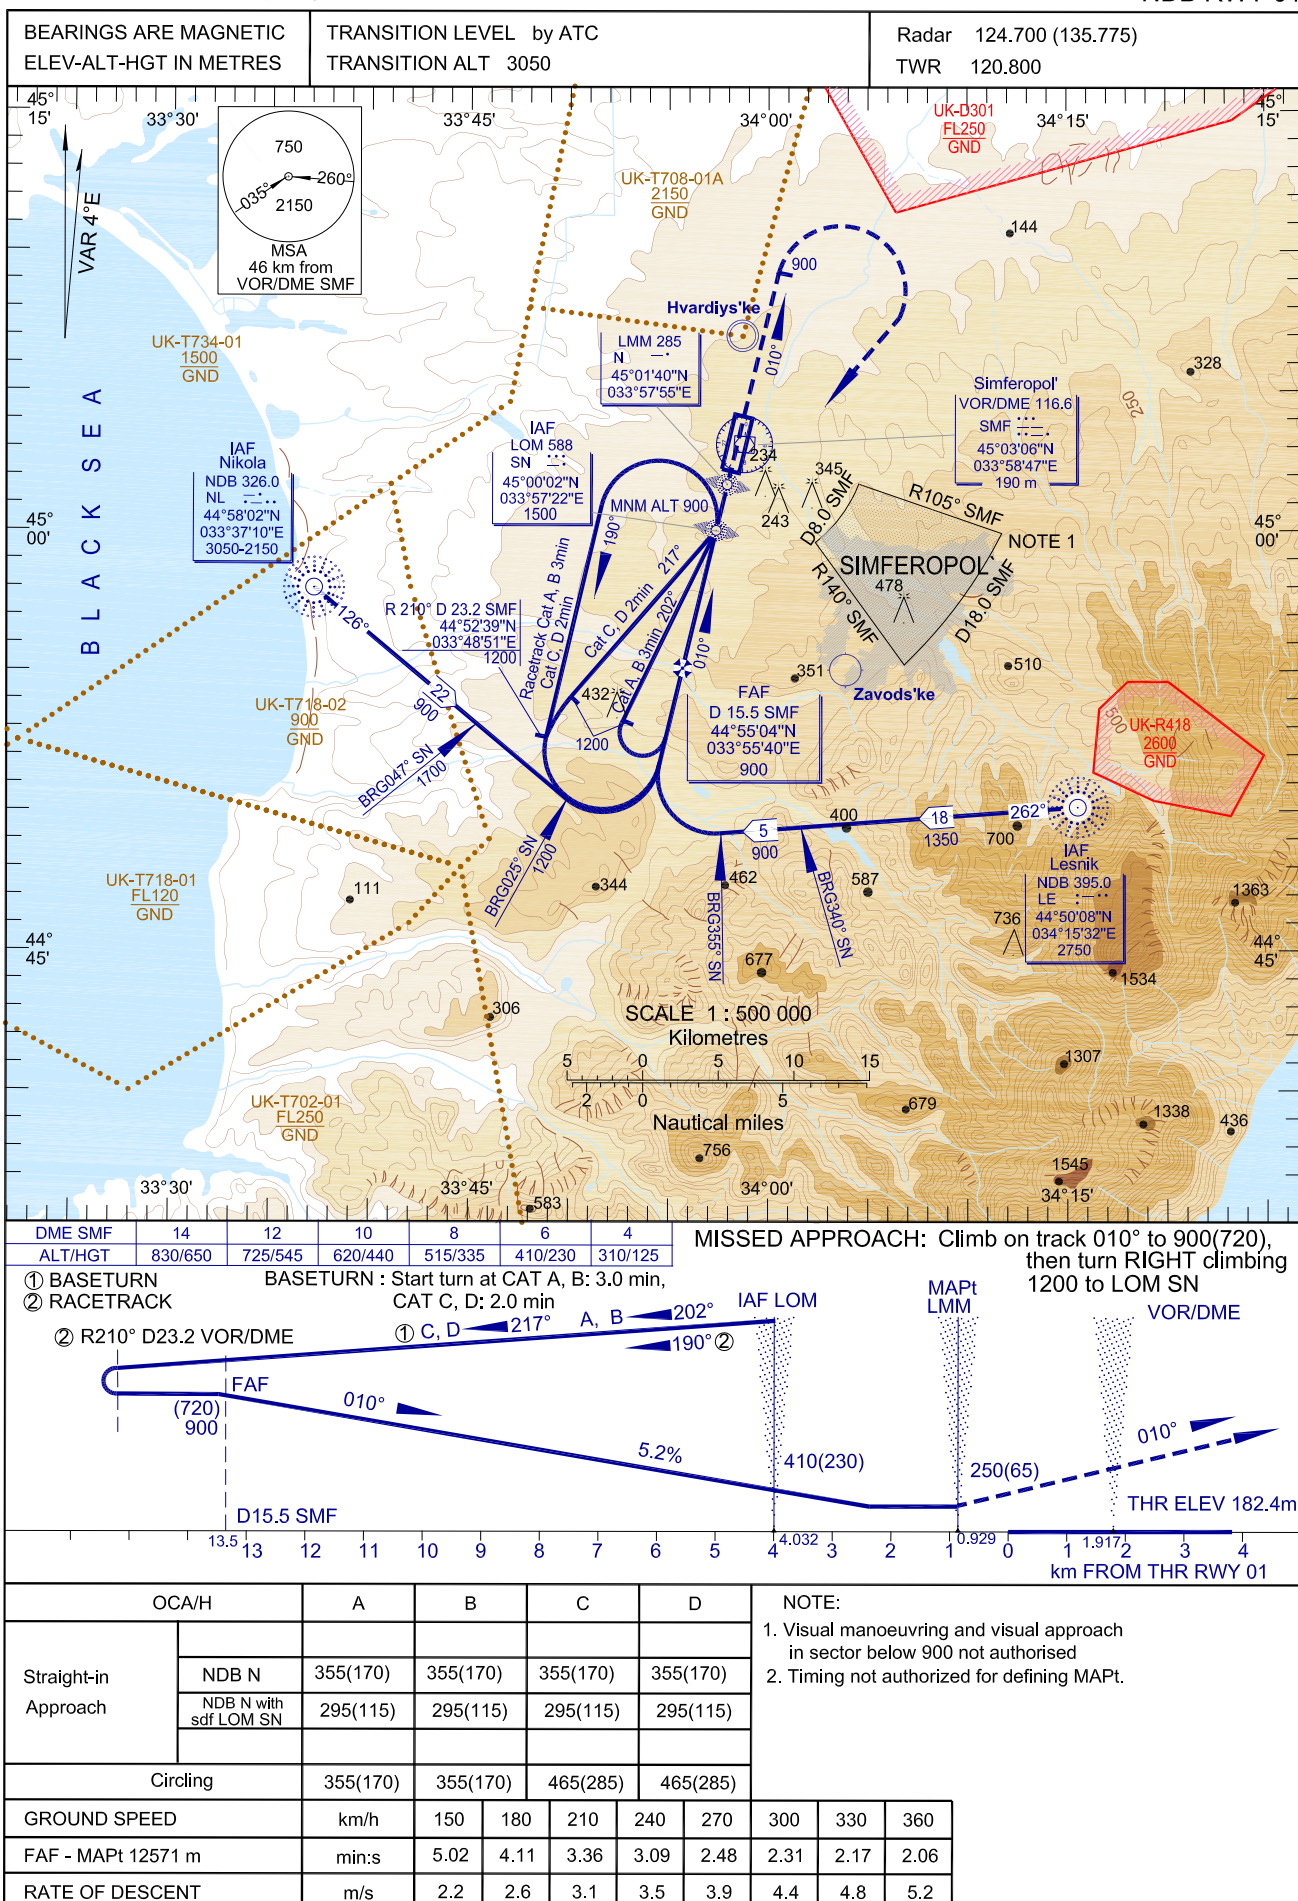 BEARINGS ARE MAGNETIC
ELEV-ALT-HGT IN METRES
TRANSITION LEVEL by ATC
TRANSITION ALT 3050
Radar 124.700 (135.775)
TWR 120.800
45°
15'
33°30'
33°45'
34°00'
34°15'
45°
15'
VAR 4°E
750
035°
260°
2150
MSA
46 km from
VOR/DME SMF
UK-D301
FL250
GND
UK-T708-01A
2150
GND
144
900
Hvardiys'ke
010°
UK-T734-01
1500
GND
LMM 285
N
45°01'40"N
033°57'55"E
328
250
Simferopol'
VOR/DME 116.6
SMF
45°03'06"N
033°58'47"E
190 m
BLACK SEA
IAF
Nikola
NDB 326.0
NL
44°58'02"N
033°37'10"E
3050-2150
IAF
LOM 588
SN
45°00'02"N
033°57'22"E
1500
MNM ALT 900
234
243
345
D8.0 SMF
R105° SMF
NOTE 1
SIMFEROPOL`
478
R140° SMF
D18.0 SMF
45°
00'
45°
00'
190°
217°
202°
Cat C, D 2min
Cat A, B 3min
Racetrack Cat A, B 3min
Cat C, D 2min
010°
126°
R 210° D 23.2 SMF
44°52'39"N
033°48'51"E
1200
22
900
432
1200
351
510
Zavods'ke
FAF
D 15.5 SMF
44°55'04"N
033°55'40"E
900
UK-T718-02
900
GND
500
UK-R418
2600
GND
BRG047° SN
1700
BRG025° SN
1200
5
900
400
18
1350
262°
700
IAF
Lesnik
NDB 395.0
LE
44°50'08"N
034°15'32"E
2750
UK-T718-01
FL120
GND
111
344
462
587
BRG355° SN
BRG340° SN
736
1363
44°
45'
44°
45'
677
1534
306
SCALE 1 : 500 000
Kilometres
5 0 5 10 15
2 0 5
Nautical miles
1307
UK-T702-01
FL250
GND
679
1338
436
756
1545
583
33°30'
33°45'
34°00'
34°15'
DME SMF 14 12 10 8 6 4
ALT/HGT 830/650 725/545 620/440 515/335 410/230 310/125
MISSED APPROACH: Climb on track 010° to 900(720),
then turn RIGHT climbing
1200 to LOM SN
① BASETURN
② RACETRACK
BASETURN : Start turn at CAT A, B: 3.0 min,
CAT C, D: 2.0 min
② R210° D23.2 VOR/DME
① C, D 217° A, B 202°
190° ②
IAF LOM
MAPt
LMM
VOR/DME
FAF
(720)
900
010°
5.2%
410(230)
250(65)
010°
D15.5 SMF
THR ELEV 182.4m
13.5 4.032 0.929 1.917
13 12 11 10 9 8 7 6 5 4 3 2 1 0 1 2 3 4
km FROM THR RWY 01
OCA/H A B C D
Straight-in
Approach
NDB N 355(170) 355(170) 355(170) 355(170)
NDB N with
sdf LOM SN
295(115) 295(115) 295(115) 295(115)
Circling 355(170) 355(170) 465(285) 465(285)
NOTE:
1. Visual manoeuvring and visual approach
in sector below 900 not authorised
2. Timing not authorized for defining MAPt.
GROUND SPEED km/h 150 180 210 240 270 300 330 360
FAF - MAPt 12571 m min:s 5.02 4.11 3.36 3.09 2.48 2.31 2.17 2.06
RATE OF DESCENT m/s 2.2 2.6 3.1 3.5 3.9 4.4 4.8 5.2